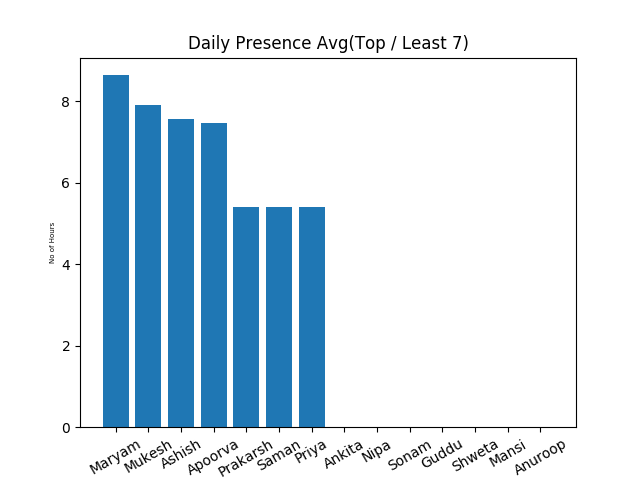 Daily Presence Avg(Top / Least 7)
No of Hours
8
6
4
2
0
Maryam
Mukesh
Ashish
Apoorva
Prakarsh
Saman
Priya
Ankita
Nipa
Sonam
Guddu
Shweta
Mansi
Anuroop